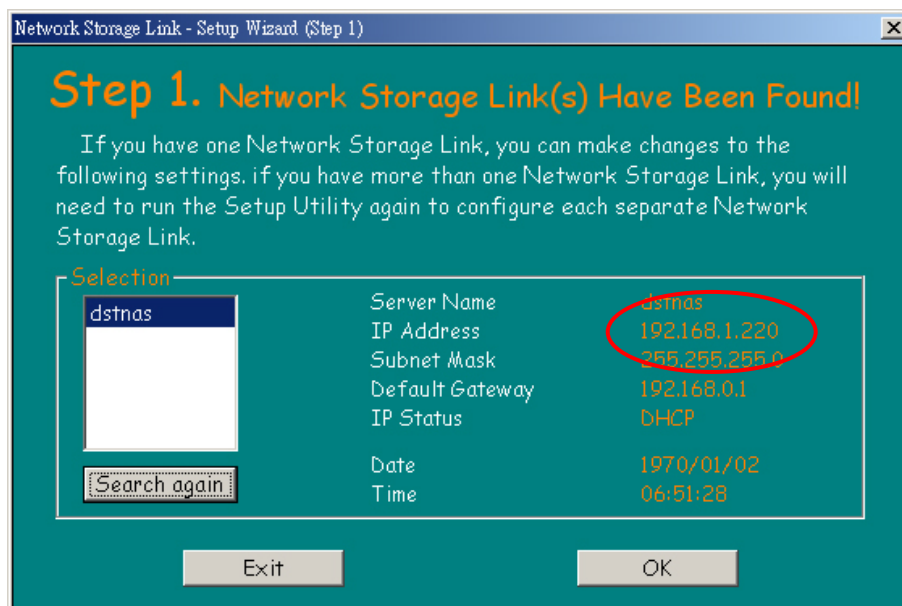 Network Storage Link - Setup Wizard (Step 1)
Step 1. Network Storage Link(s) Have Been Found!
If you have one Network Storage Link, you can make changes to the
following settings. if you have more than one Network Storage Link, you will
need to run the Setup Utility again to configure each separate Network
Storage Link.
Selection
dstnas
Search again
Server Name dstnas
IP Address 192.168.1.220
Subnet Mask 255.255.255.0
Default Gateway 192.168.0.1
IP Status DHCP
Date 1970/01/02
Time 06:51:28
Exit
OK